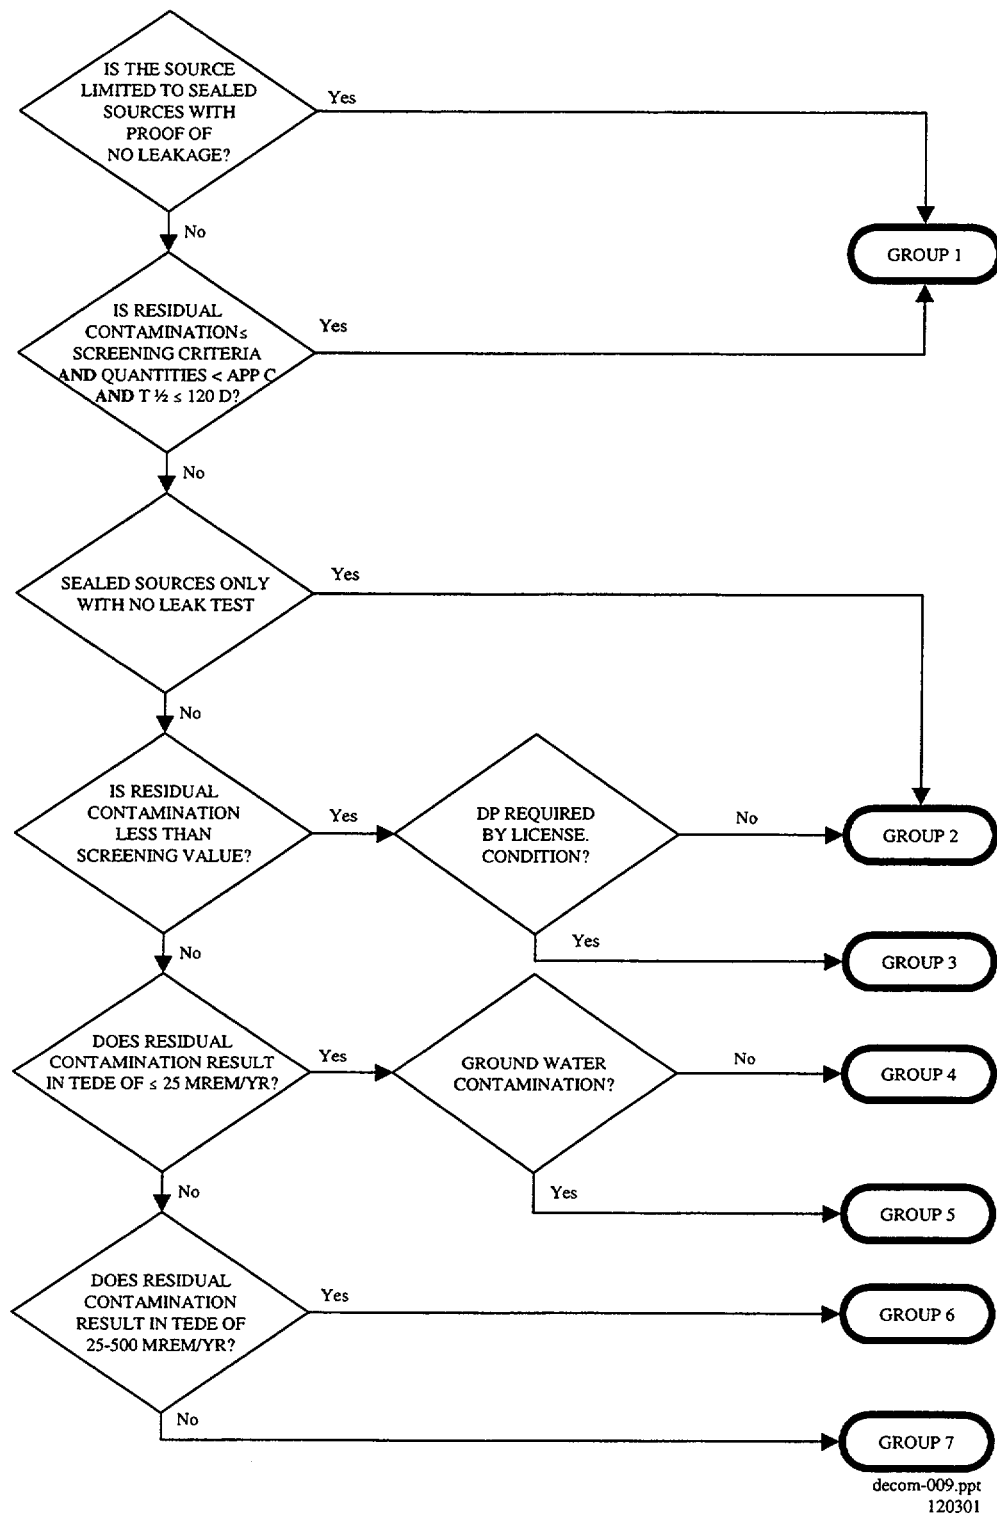 IS THE SOURCE
LIMITED TO SEALED
SOURCES WITH
PROOF OF
NO LEAKAGE?
Yes
No
GROUP 1
IS RESIDUAL
CONTAMINATION ≤
SCREENING CRITERIA
AND QUANTITIES < APP C
AND T ½ ≤ 120 D?
Yes
No
SEALED SOURCES ONLY
WITH NO LEAK TEST
Yes
No
IS RESIDUAL
CONTAMINATION
LESS THAN
SCREENING VALUE?
Yes
No
DP REQUIRED
BY LICENSE.
CONDITION?
No
GROUP 2
Yes
GROUP 3
DOES RESIDUAL
CONTAMINATION RESULT
IN TEDE OF ≤ 25 MREM/YR?
Yes
No
GROUND WATER
CONTAMINATION?
No
GROUP 4
Yes
GROUP 5
DOES RESIDUAL
CONTAMINATION
RESULT IN TEDE OF
25-500 MREM/YR?
Yes
GROUP 6
No
GROUP 7
decom-009.ppt
120301